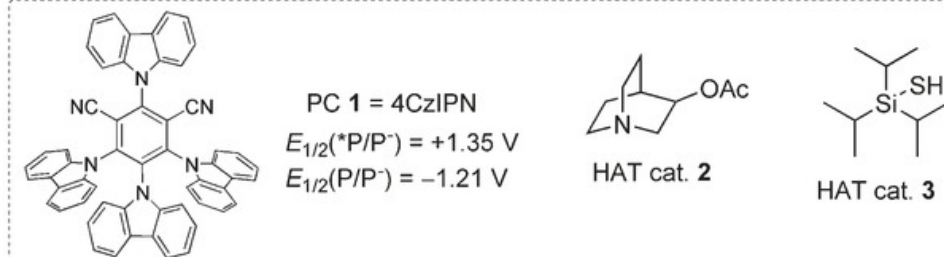 N
NC
CN
N
N
N
PC 1 = 4CzIPN
E1/2(*P/P-) = +1.35 V
E1/2(P/P-) = –1.21 V
N
OAc
HAT cat. 2
Si
SH
HAT cat. 3